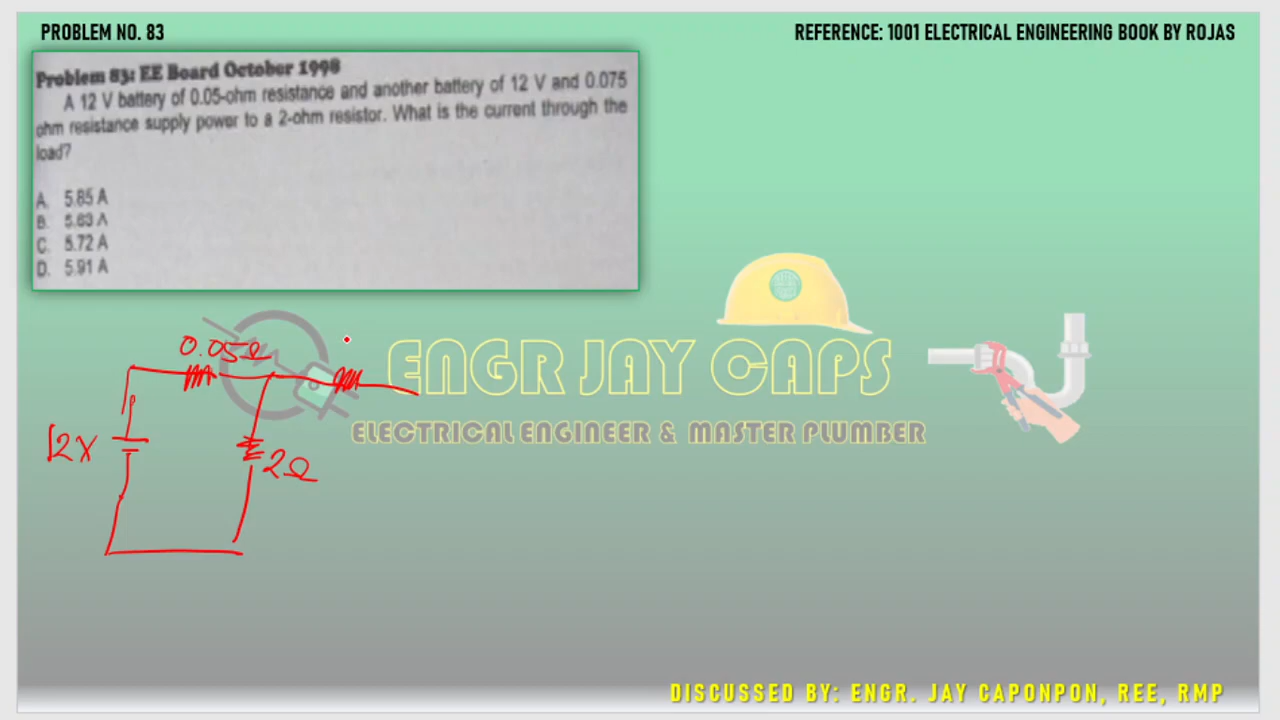 PROBLEM NO. 83
REFERENCE: 1001 ELECTRICAL ENGINEERING BOOK BY ROJAS
Problem 83: EE Board October 1998
A 12 V battery of 0.05-ohm resistance and another battery of 12 V and 0.075
ohm resistance supply power to a 2-ohm resistor. What is the current through the
load?
A. 5.85 A
B. 5.63 A
C. 5.72 A
D. 5.91 A
0.05Ω
12V
2Ω
ENGR JAY CAPS
ELECTRICAL ENGINEER & MASTER PLUMBER
DISCUSSED BY: ENGR. JAY CAPONPON, REE, RMP